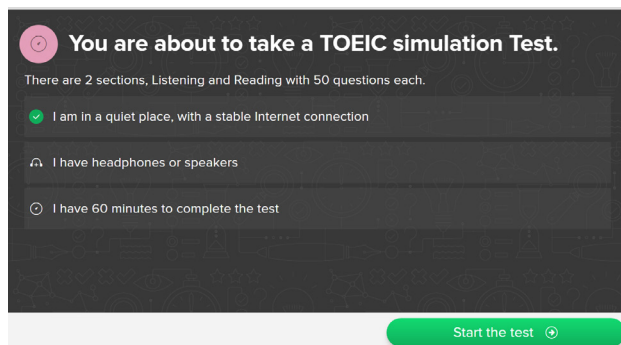 You are about to take a TOEIC simulation Test.
There are 2 sections, Listening and Reading with 50 questions each.
I am in a quiet place, with a stable Internet connection
I have headphones or speakers
I have 60 minutes to complete the test
Start the test